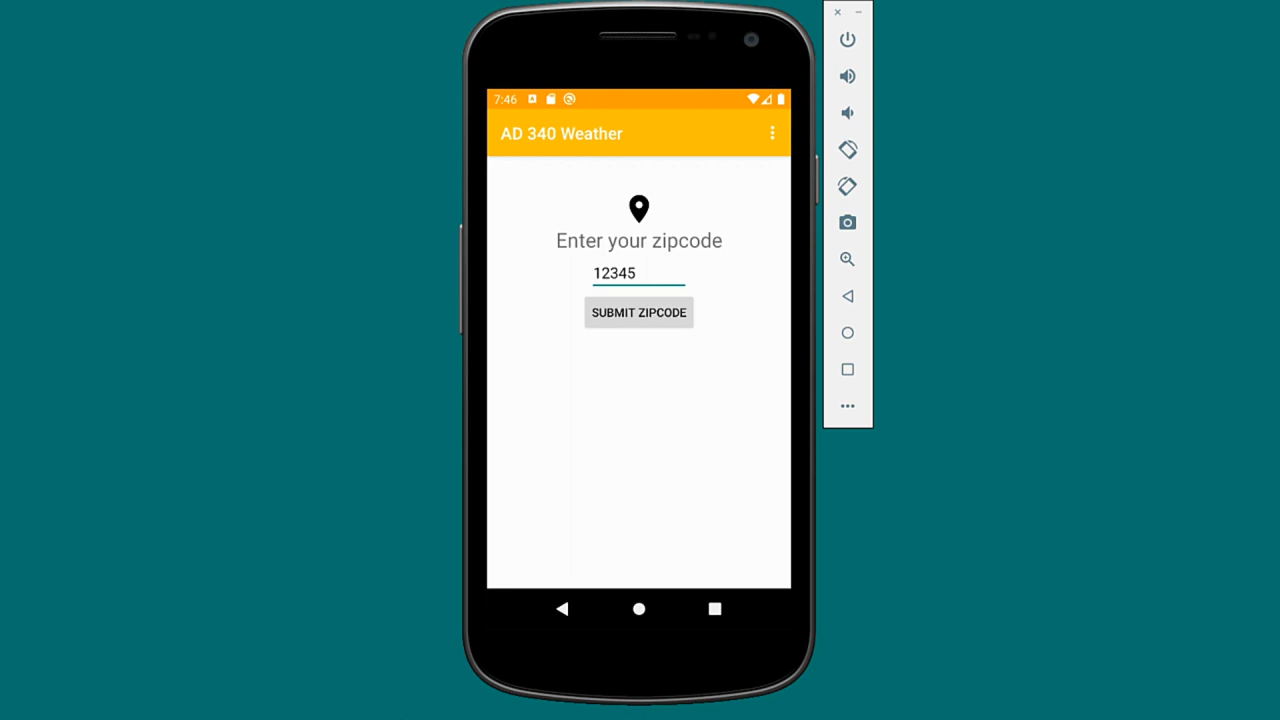 7:46
AD 340 Weather
Enter your zipcode
12345
SUBMIT ZIPCODE